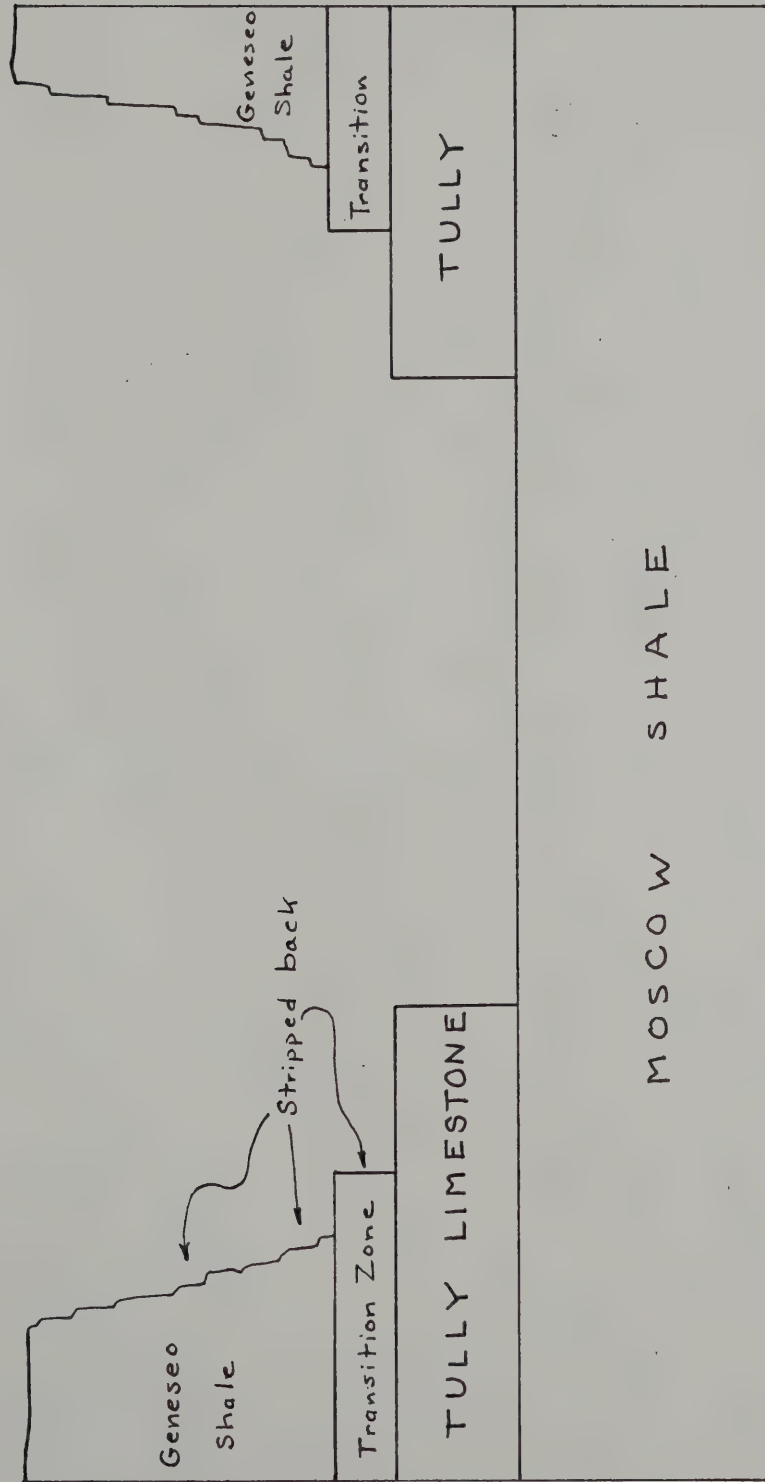 Geneseo
Shale
Stripped back
Transition Zone
TULLY LIMESTONE
Geneseo
Shale
Transition
TULLY
MOSCOW SHALE